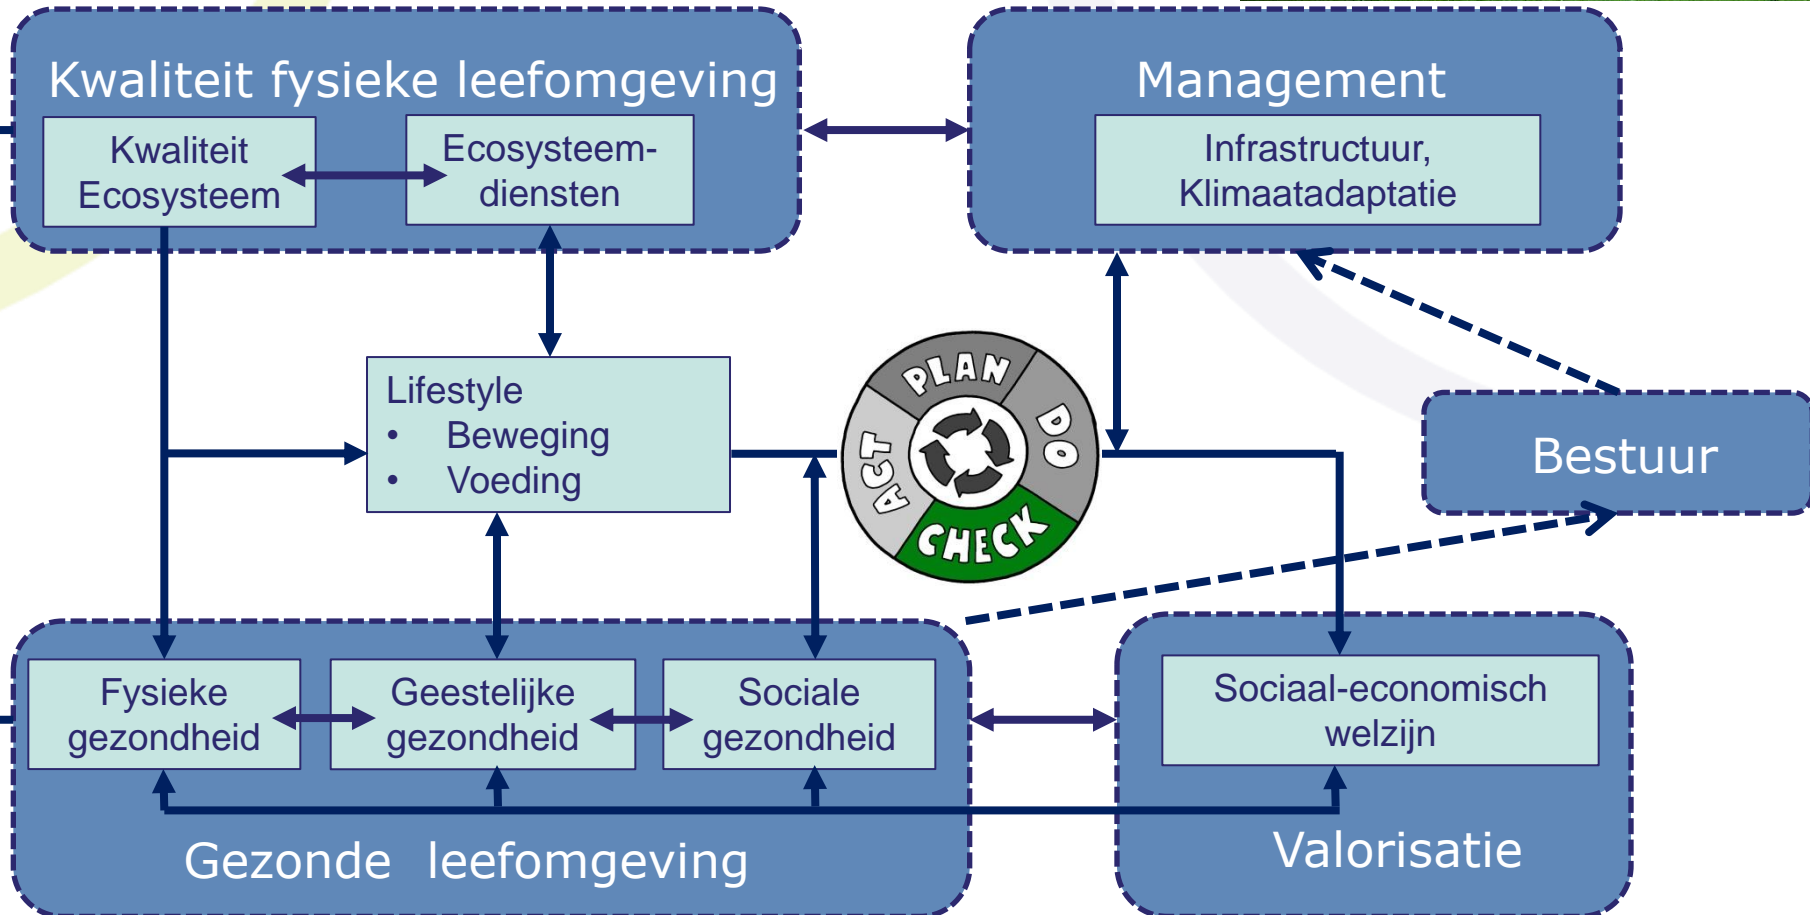 Kwaliteit fysieke leefomgeving
Kwaliteit
Ecosysteem
Ecosysteem-
diensten
Management
Infrastructuur,
Klimaatadaptatie
Lifestyle
• Beweging
• Voeding
PLAN
DO
CHECK
ACT
Bestuur
Fysieke
gezondheid
Geestelijke
gezondheid
Sociale
gezondheid
Gezonde leefomgeving
Sociaal-economisch
welzijn
Valorisatie